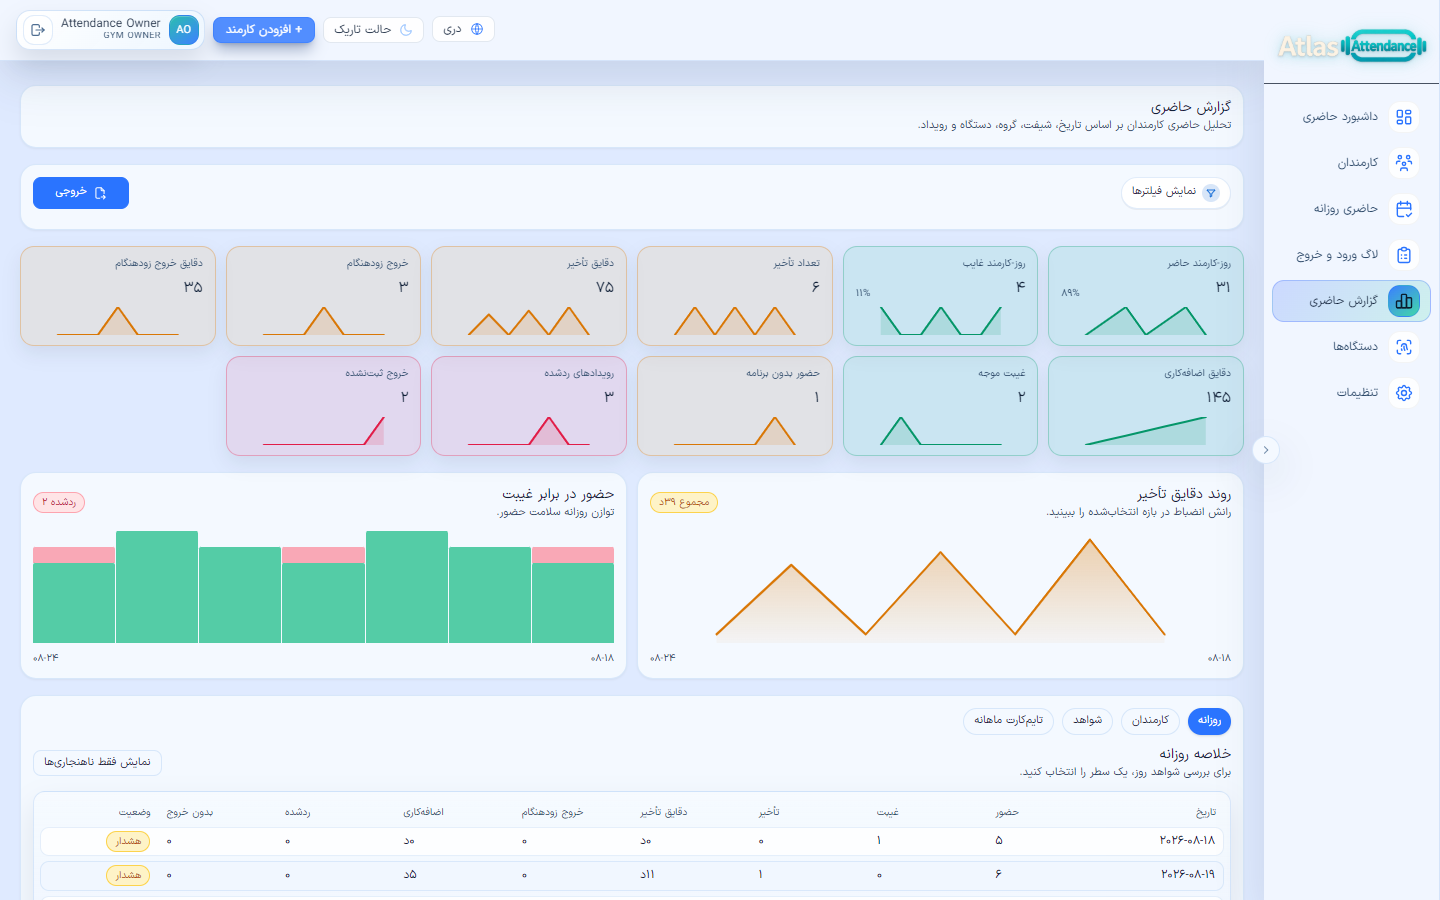 Atlas Attendance
داشبورد حاضری
کارمندان
حاضری روزانه
لاگ ورود و خروج
گزارش حاضری
دستگاه‌ها
تنظیمات
دری
حالت تاریک
+ افزودن کارمند
AO
Attendance Owner
GYM OWNER
گزارش حاضری
تحلیل حاضری کارمندان بر اساس تاریخ، شیفت، گروه، دستگاه و رویداد.
نمایش فیلترها
خروجی
روز-کارمند حاضر
۳۱
۸۹%
روز-کارمند غایب
۴
۱۱%
تعداد تأخیر
۶
دقایق تأخیر
۷۵
خروج زودهنگام
۳
دقایق خروج زودهنگام
۳۵
دقایق اضافه‌کاری
۱۴۵
غیبت موجه
۲
حضور بدون برنامه
۱
رویدادهای ردشده
۳
خروج ثبت‌نشده
۲
روند دقایق تأخیر
رانش انضباط در بازه انتخاب‌شده را ببینید.
مجموع ۳۹د
۰۸-۱۸
۰۸-۲۴
حضور در برابر غیبت
توازن روزانه سلامت حضور.
ردشده ۲
۰۸-۱۸
۰۸-۲۴
روزانه
کارمندان
شواهد
تایم‌کارت ماهانه
خلاصه روزانه
برای بررسی شواهد روز، یک سطر را انتخاب کنید.
نمایش فقط ناهنجاری‌ها
تاریخ حضور غیبت تأخیر دقایق تأخیر خروج زودهنگام اضافه‌کاری ردشده بدون خروج وضعیت
۲۰۲۶-۰۸-۱۸ ۵ ۱ ۰ ۰د ۰ ۰د ۰ ۰ هشدار
۲۰۲۶-۰۸-۱۹ ۶ ۰ ۱ ۱۱د ۰ ۵د ۰ ۰ هشدار